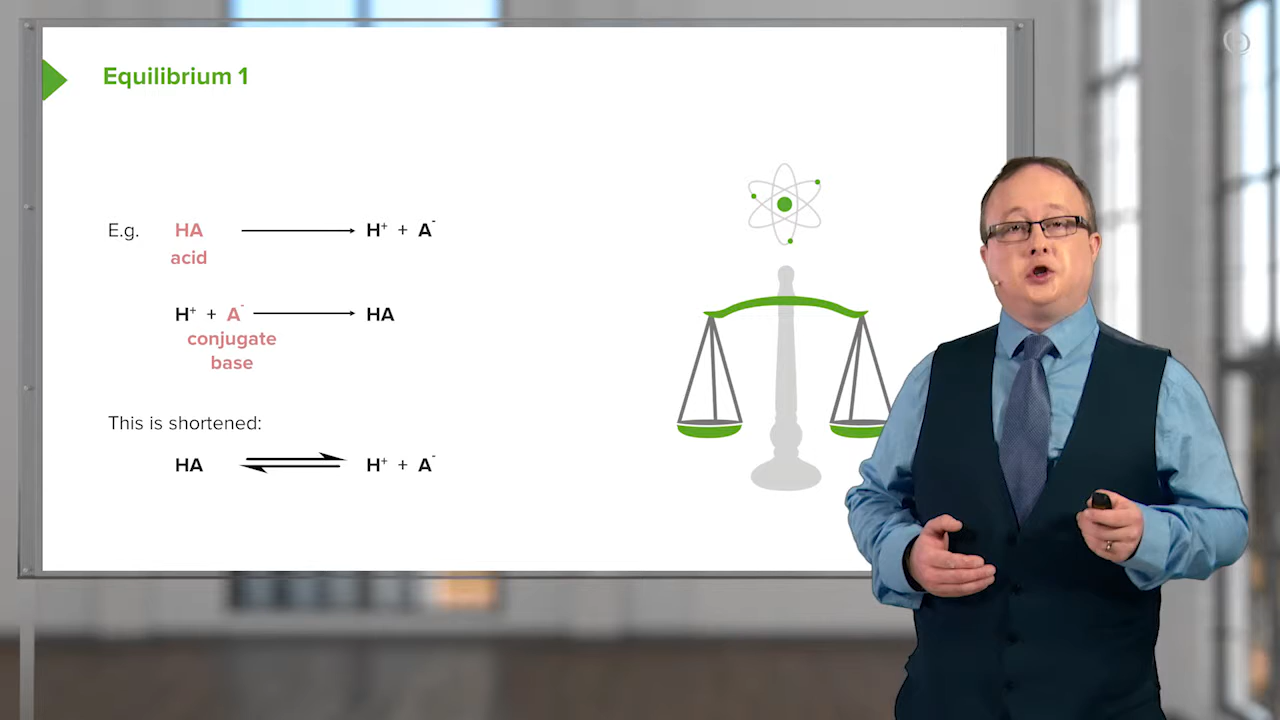 Equilibrium 1
E.g. HA ⟶ H⁺ + A⁻
acid
H⁺ + A⁻ ⟶ HA
conjugate
base
This is shortened:
HA ⇌ H⁺ + A⁻